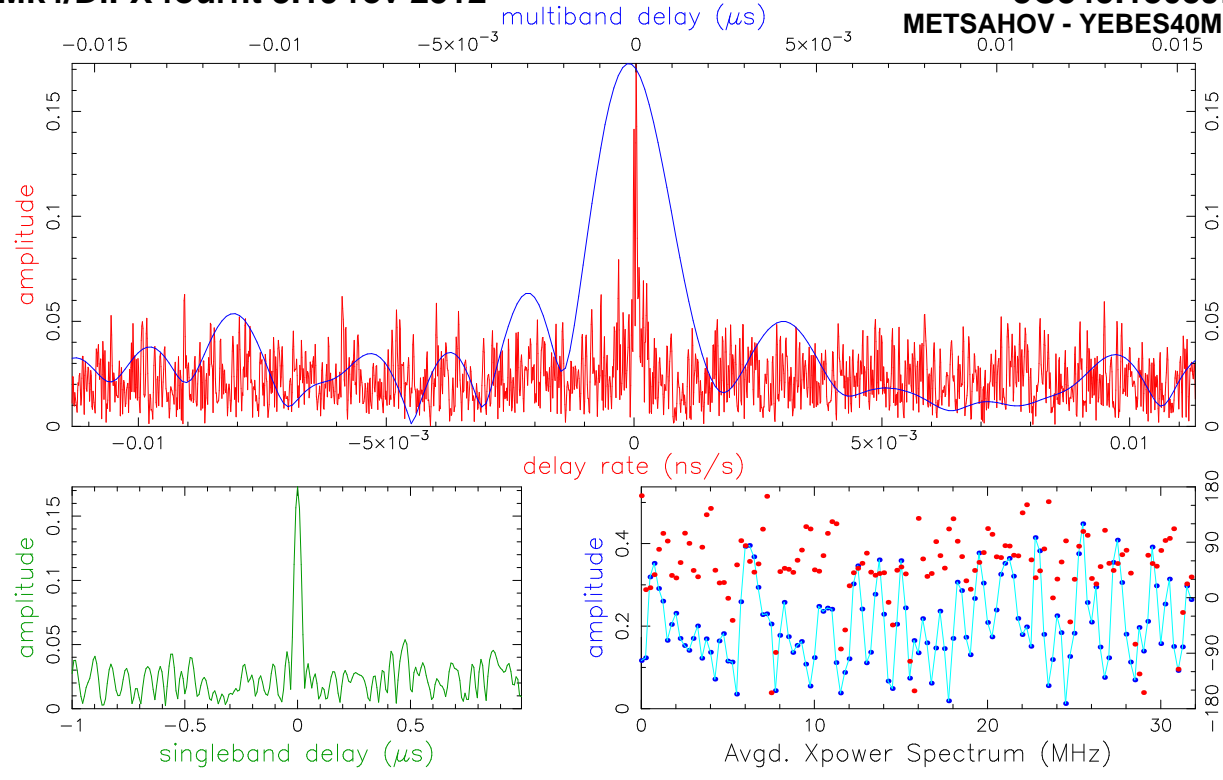 multiband delay (μs)
METSAHOV - YEBES40M
−0.015 −0.01 −5×10⁻³ 0 5×10⁻³ 0.01 0.015
amplitude
0 0.05 0.1 0.15
0 0.05 0.1 0.15
−0.01 −5×10⁻³ 0 5×10⁻³ 0.01
delay rate (ns/s)
amplitude
0 0.05 0.1 0.15
−1 −0.5 0 0.5
singleband delay (μs)
amplitude
0 0.2 0.4
−180 −90 0 90 180
0 10 20 30
Avgd. Xpower Spectrum (MHz)